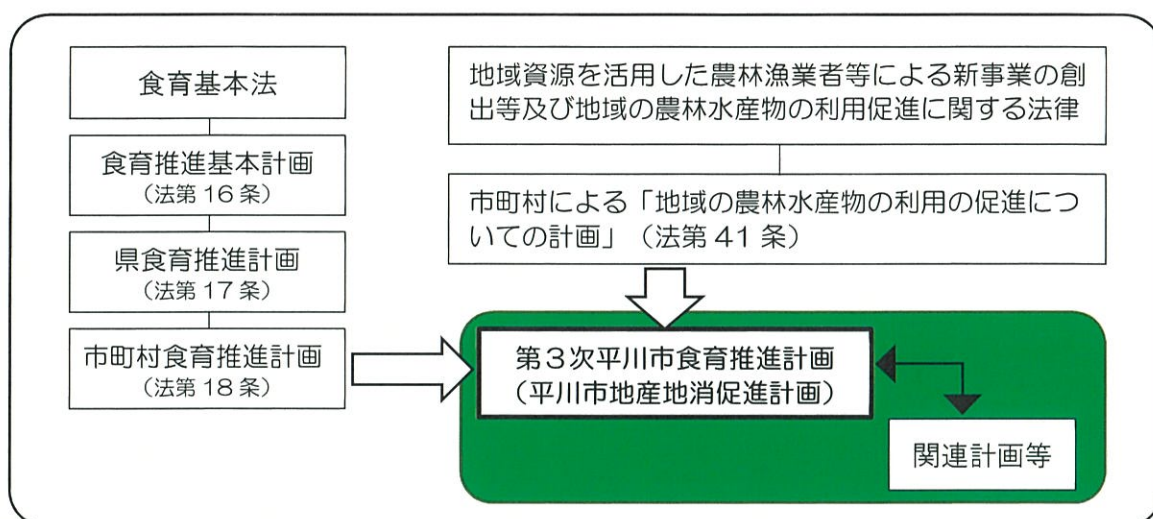 食育基本法
食育推進基本計画
(法第16条)
県食育推進計画
(法第17条)
市町村食育推進計画
(法第18条)
地域資源を活用した農林漁業者等による新事業の創
出等及び地域の農林水産物の利用促進に関する法律
市町村による「地域の農林水産物の利用の促進につ
いての計画」(法第41条)
第3次平川市食育推進計画
(平川市地産地消促進計画)
関連計画等